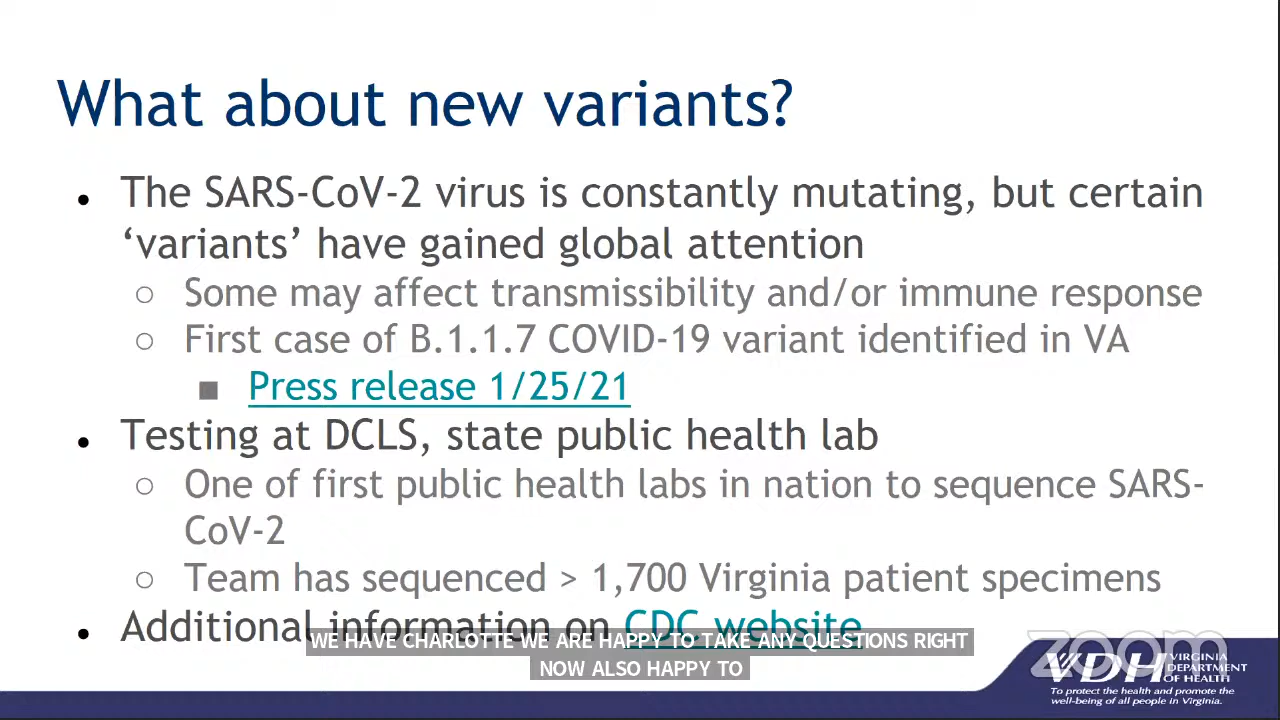 What about new variants?
● The SARS-CoV-2 virus is constantly mutating, but certain
‘variants’ have gained global attention
○ Some may affect transmissibility and/or immune response
○ First case of B.1.1.7 COVID-19 variant identified in VA
■ Press release 1/25/21
● Testing at DCLS, state public health lab
○ One of first public health labs in nation to sequence SARS-
CoV-2
○ Team has sequenced > 1,700 Virginia patient specimens
● Additional information on CDC website
WE HAVE CHARLOTTE WE ARE HAPPY TO TAKE ANY QUESTIONS RIGHT
NOW ALSO HAPPY TO
zoom
VDH VIRGINIA
DEPARTMENT
OF HEALTH
To protect the health and promote the
well-being of all people in Virginia.